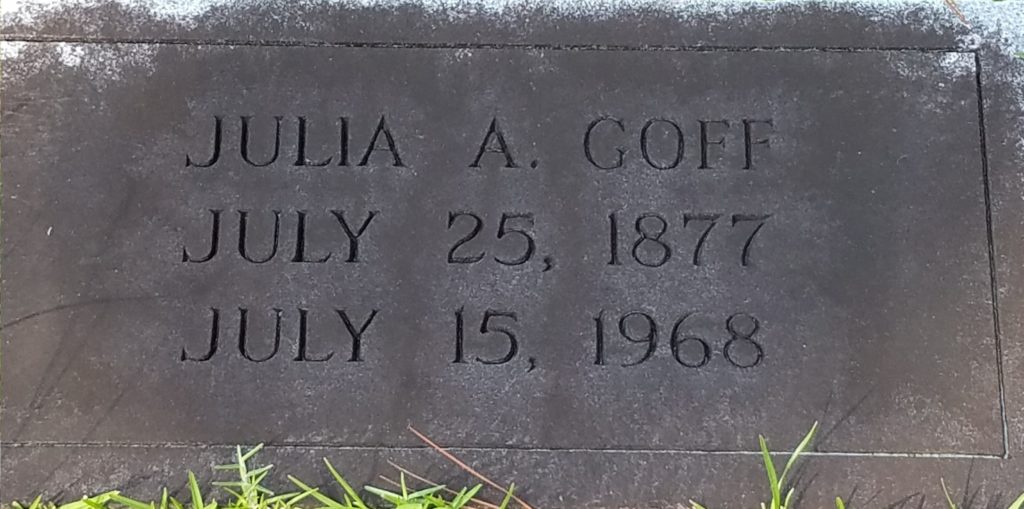 JULIA A. GOFF
JULY 25, 1877
JULY 15, 1968